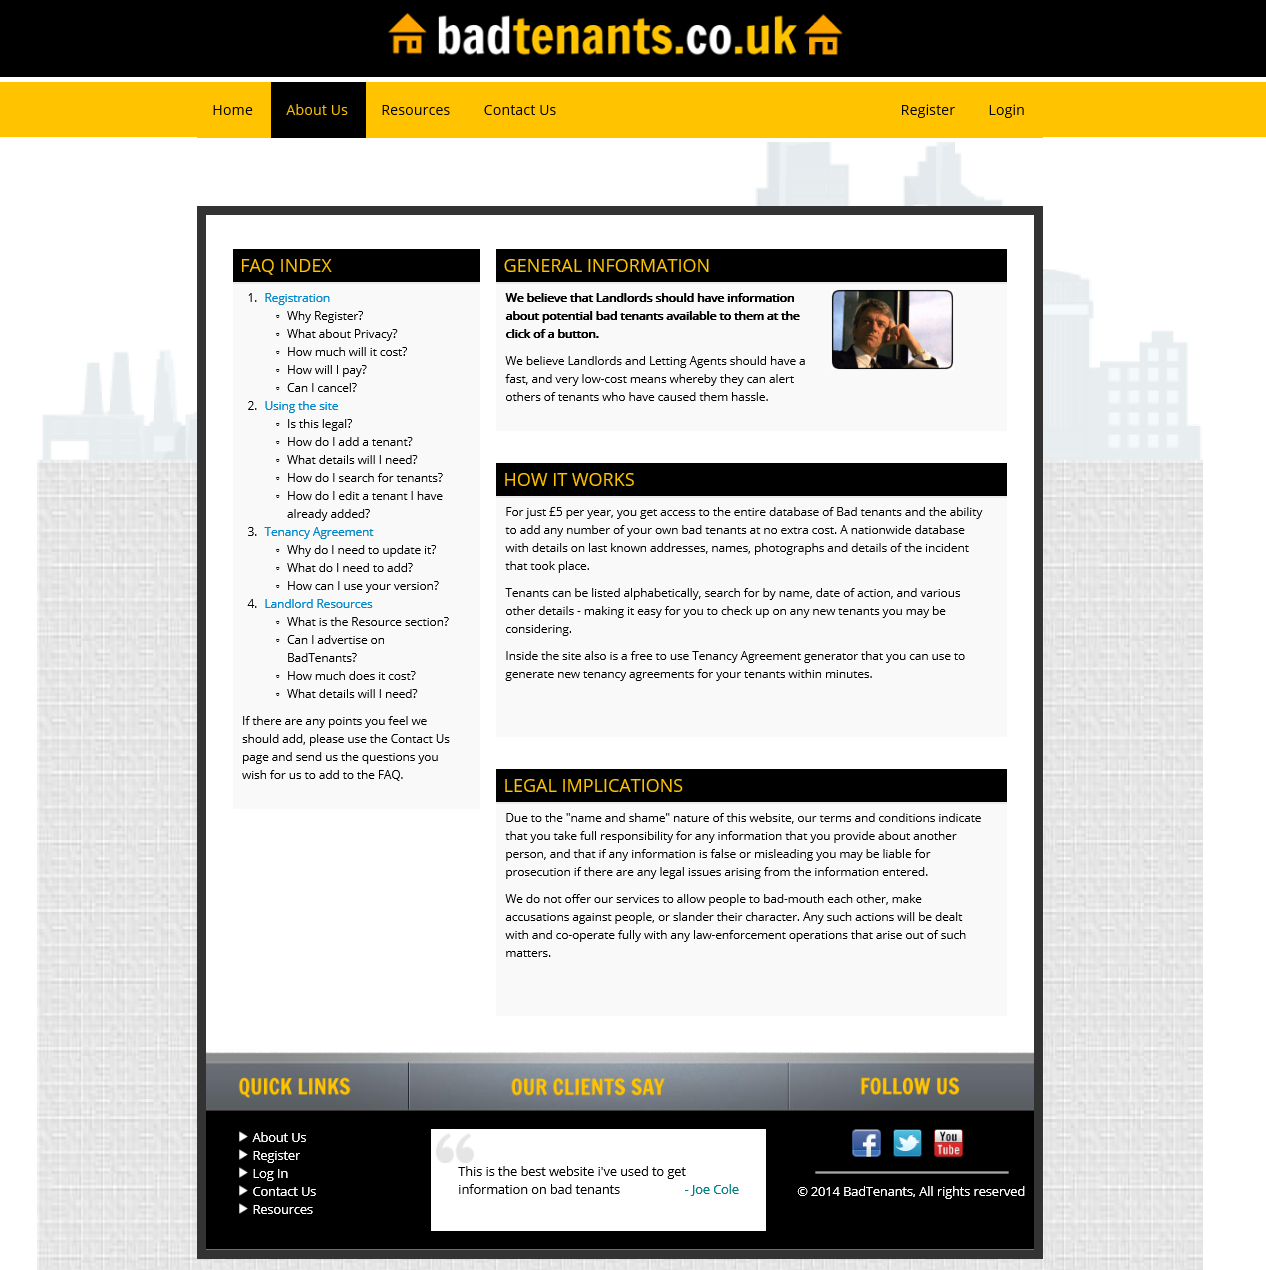 badtenants.co.uk
Home
About Us
Resources
Contact Us
Register
Login
FAQ INDEX
1. Registration
Why Register?
What about Privacy?
How much will it cost?
How will I pay?
Can I cancel?
2. Using the site
Is this legal?
How do I add a tenant?
What details will I need?
How do I search for tenants?
How do I edit a tenant I have
already added?
3. Tenancy Agreement
Why do I need to update it?
What do I need to add?
How can I use your version?
4. Landlord Resources
What is the Resource section?
Can I advertise on
BadTenants?
How much does it cost?
What details will I need?
If there are any points you feel we
should add, please use the Contact Us
page and send us the questions you
wish for us to add to the FAQ.
GENERAL INFORMATION
We believe that Landlords should have information
about potential bad tenants available to them at the
click of a button.
We believe Landlords and Letting Agents should have a
fast, and very low-cost means whereby they can alert
others of tenants who have caused them hassle.
HOW IT WORKS
For just £5 per year, you get access to the entire database of Bad tenants and the ability
to add any number of your own bad tenants at no extra cost. A nationwide database
with details on last known addresses, names, photographs and details of the incident
that took place.
Tenants can be listed alphabetically, search for by name, date of action, and various
other details - making it easy for you to check up on any new tenants you may be
considering.
Inside the site also is a free to use Tenancy Agreement generator that you can use to
generate new tenancy agreements for your tenants within minutes.
LEGAL IMPLICATIONS
Due to the "name and shame" nature of this website, our terms and conditions indicate
that you take full responsibility for any information that you provide about another
person, and that if any information is false or misleading you may be liable for
prosecution if there are any legal issues arising from the information entered.
We do not offer our services to allow people to bad-mouth each other, make
accusations against people, or slander their character. Any such actions will be dealt
with and co-operate fully with any law-enforcement operations that arise out of such
matters.
QUICK LINKS
About Us
Register
Log In
Contact Us
Resources
OUR CLIENTS SAY
This is the best website i've used to get
information on bad tenants - Joe Cole
FOLLOW US
You
Tube
© 2014 BadTenants, All rights reserved